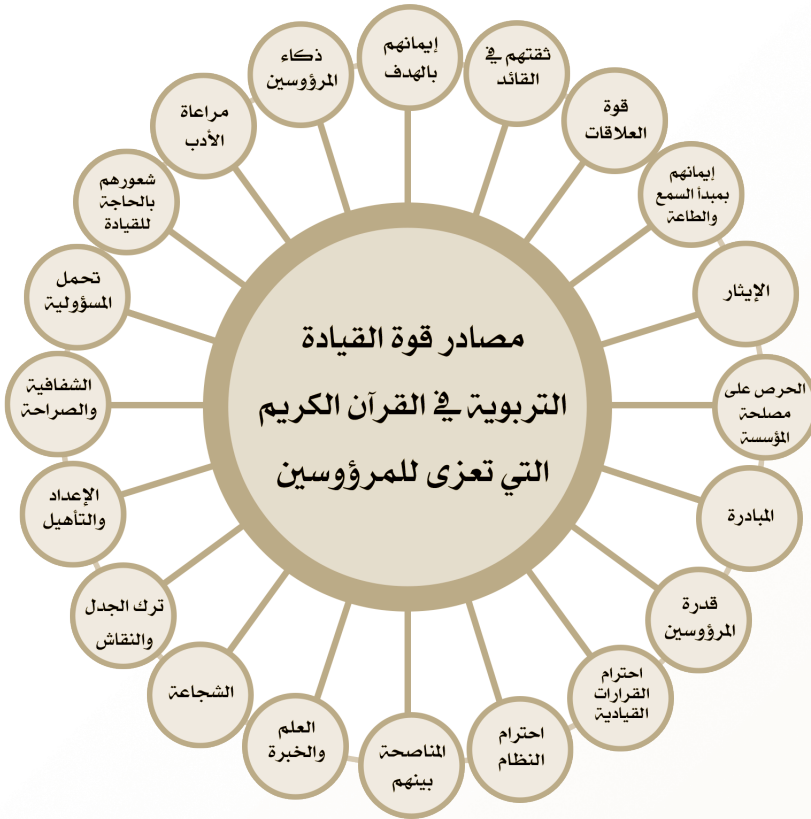 مصادر قوة القيادة
التربوية في القرآن الكريم
التي تعزى للمرؤوسين
إيمانهم
بالهدف
ثقتهم في
القائد
قوة
العلاقات
إيمانهم
بمبدأ السمع
والطاعة
الإيثار
الحرص على
مصلحة
المؤسسة
المبادرة
قدرة
المرؤوسين
احترام
القرارات
القيادية
احترام
النظام
المناصحة
بينهم
العلم
والخبرة
الشجاعة
ترك الجدل
والنقاش
الإعداد
والتأهيل
الشفافية
والصراحة
تحمل
المسؤولية
شعورهم
بالحاجة
للقيادة
مراعاة
الأدب
ذكاء
المرؤوسين